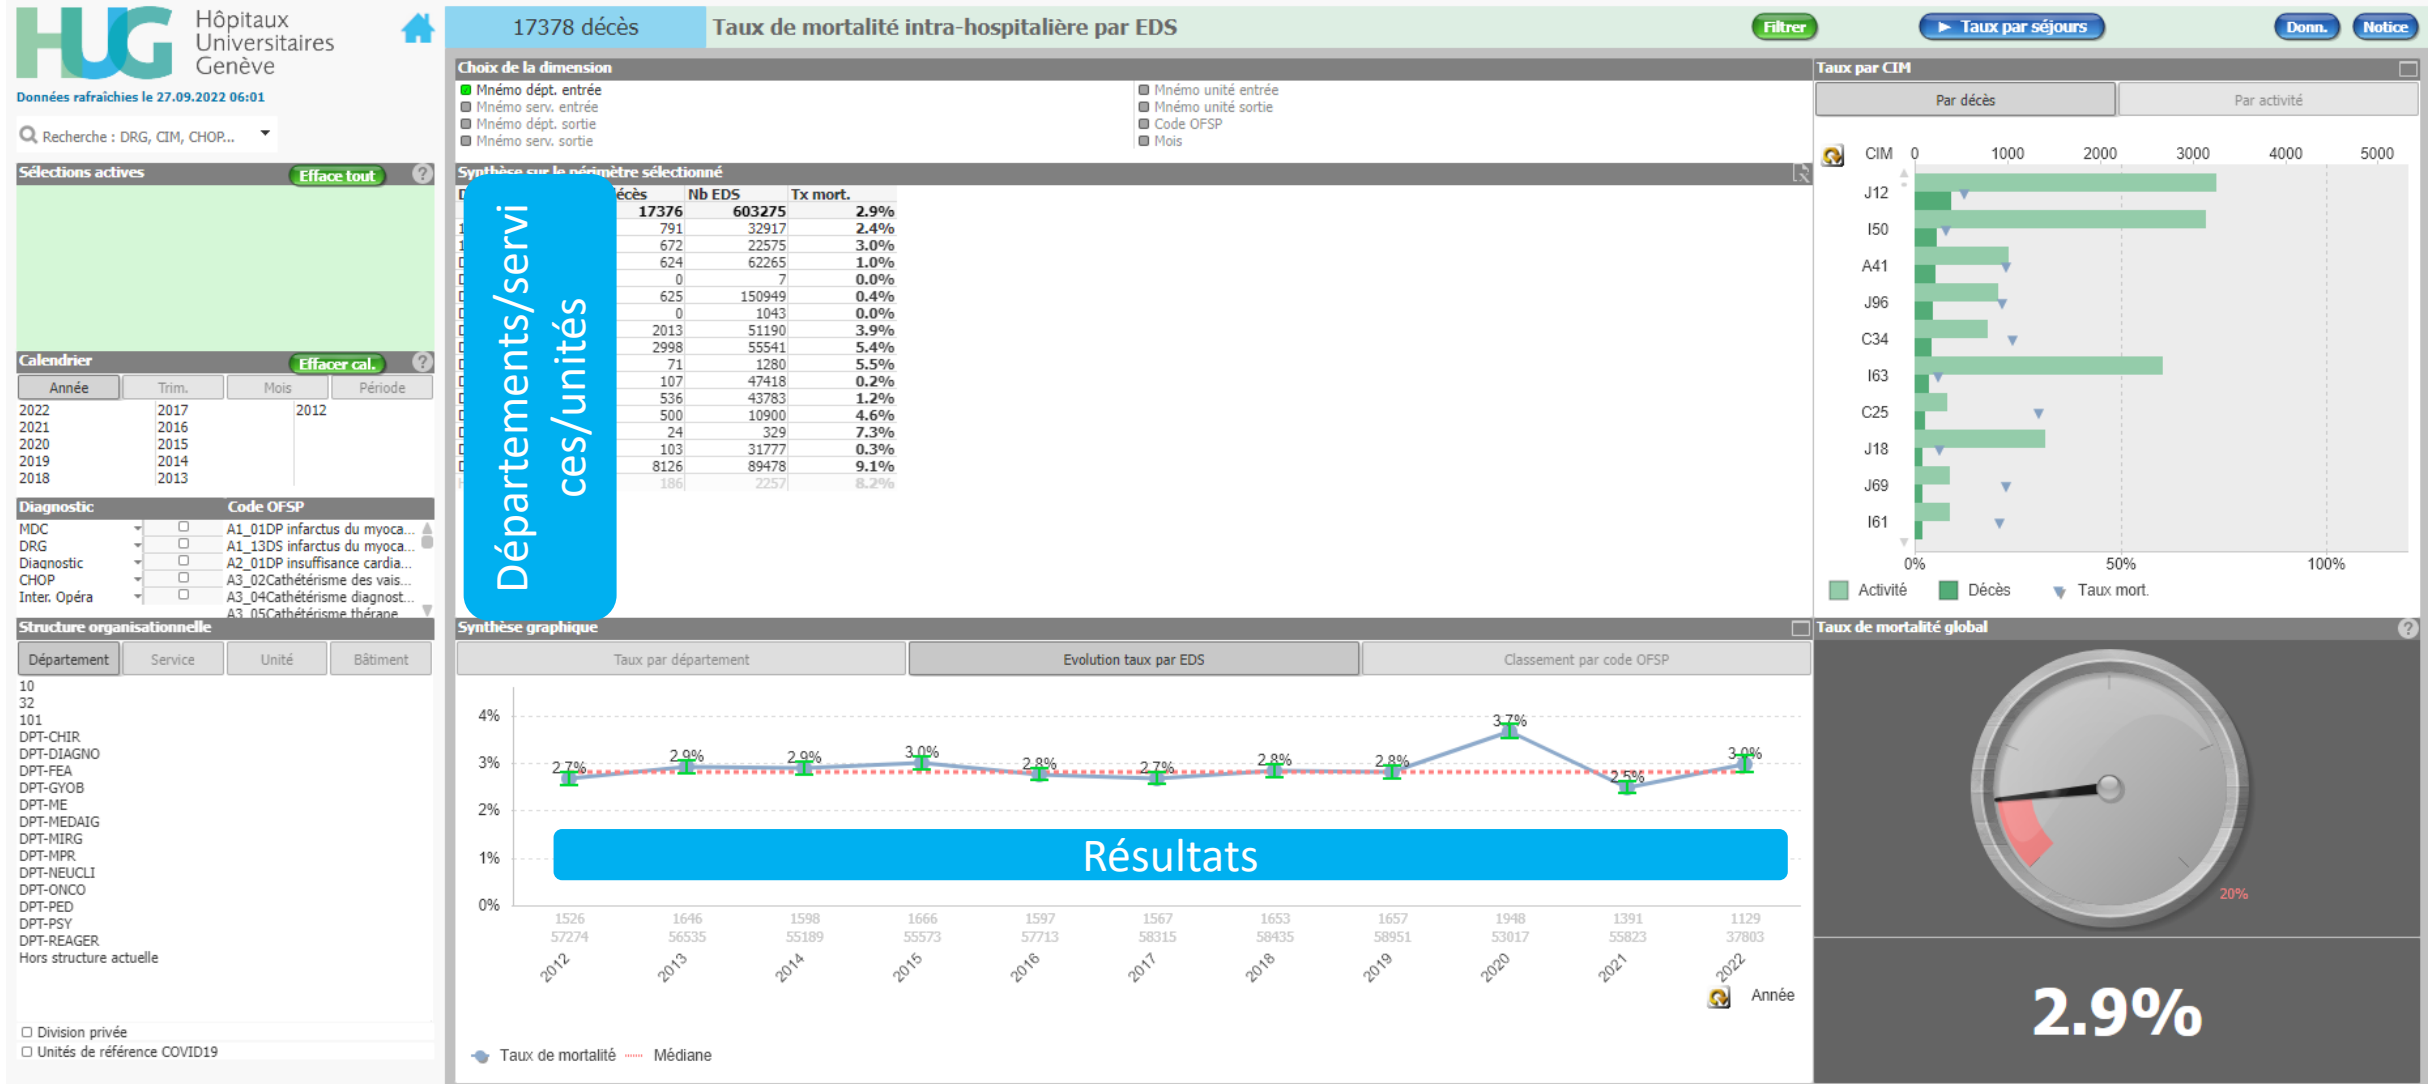 HUG Hôpitaux
Universitaires
Genève
Données rafraîchies le 27.09.2022 06:01
Recherche : DRG, CIM, CHOP...
Sélections actives Efface tout ?
Calendrier Effacer cal. ?
Année Trim. Mois Période
2022 2017 2012
2021 2016
2020 2015
2019 2014
2018 2013
Diagnostic Code OFSP
MDC A1_01DP infarctus du myoca...
DRG A1_13DS infarctus du myoca...
Diagnostic A2_01DP insuffisance cardia...
CHOP A3_02Cathétérisme des vais...
Inter. Opéra A3_04Cathétérisme diagnost...
A3_05Cathétérisme thérape
Structure organisationnelle
Département Service Unité Bâtiment
10
32
101
DPT-CHIR
DPT-DIAGNO
DPT-FEA
DPT-GYOB
DPT-ME
DPT-MEDAIG
DPT-MIRG
DPT-MPR
DPT-NEUCLI
DPT-ONCO
DPT-PED
DPT-PSY
DPT-REAGER
Hors structure actuelle
Division privée
Unités de référence COVID19
17378 décès Taux de mortalité intra-hospitalière par EDS Filtrer Taux par séjours Donn. Notice
Choix de la dimension
Mnémo dépt. entrée Mnémo unité entrée
Mnémo serv. entrée Mnémo unité sortie
Mnémo dépt. sortie Code OFSP
Mnémo serv. sortie Mois
Synthèse sur le périmètre sélectionné
Nb EDS Tx mort.
17376 603275 2.9%
791 32917 2.4%
672 22575 3.0%
624 62265 1.0%
0 7 0.0%
625 150949 0.4%
0 1043 0.0%
2013 51190 3.9%
2998 55541 5.4%
71 1280 5.5%
107 47418 0.2%
536 43783 1.2%
500 10900 4.6%
24 329 7.3%
103 31777 0.3%
8126 89478 9.1%
186 2257 8.2%
Départements/servi
ces/unités
Synthèse graphique
Taux par département Evolution taux par EDS Classement par code OFSP
4%
3%
2%
1%
0%
2.7% 2.9% 2.9% 3.0% 2.8% 2.7% 2.8% 2.8% 3.7% 2.5% 3.0%
Résultats
1526 1646 1598 1666 1597 1567 1653 1657 1948 1391 1129
57274 56535 55189 55573 57713 58315 58435 58951 53017 55823 37803
2012 2013 2014 2015 2016 2017 2018 2019 2020 2021 2022
Année
Taux de mortalité Médiane
Taux par CIM
Par décès Par activité
CIM 0 1000 2000 3000 4000 5000
J12
I50
A41
J96
C34
I63
C25
J18
J69
I61
0% 50% 100%
Activité Décès Taux mort.
Taux de mortalité global ?
20%
2.9%